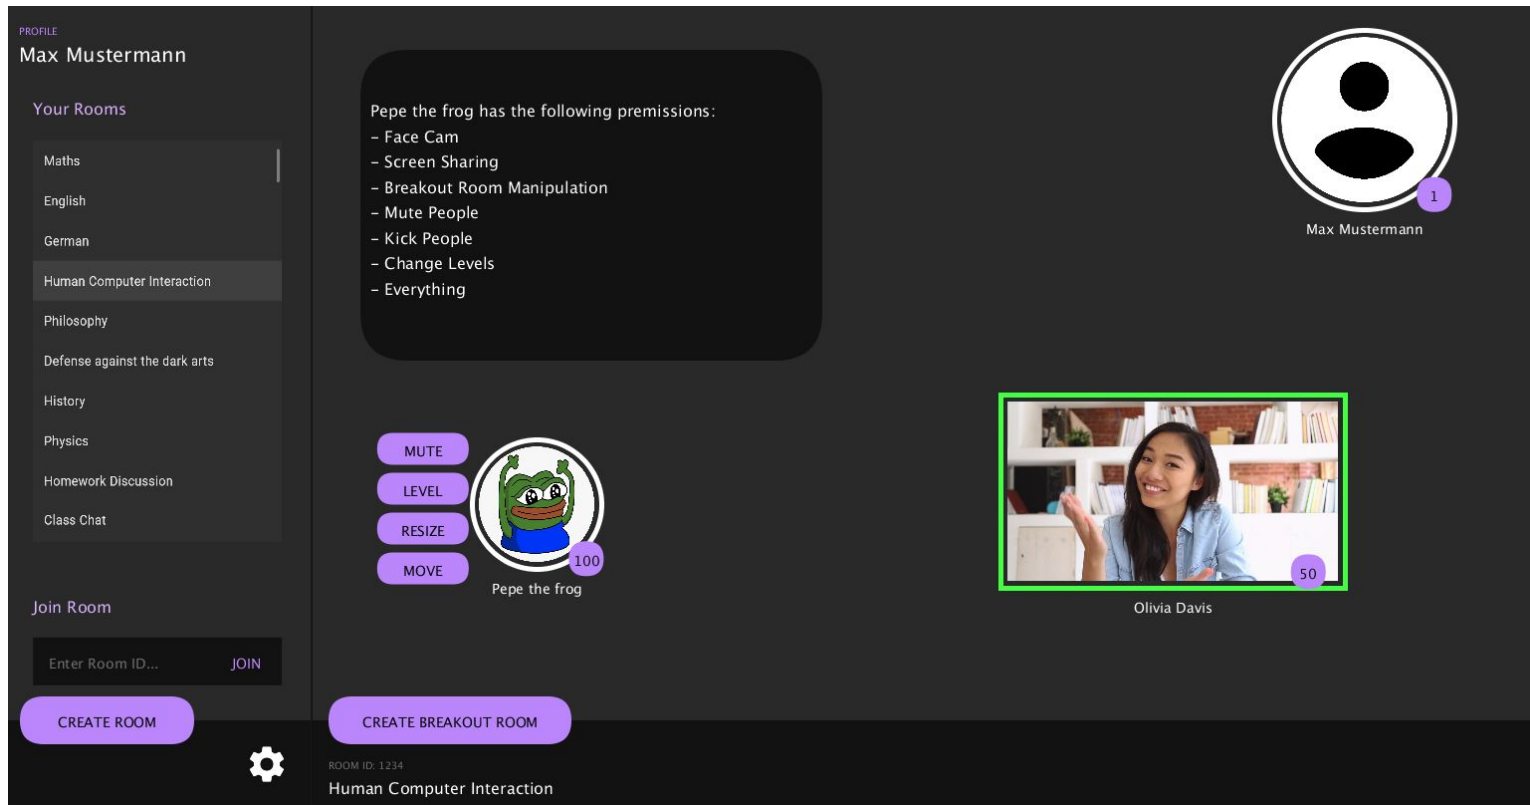 PROFILE
Max Mustermann
Your Rooms
Maths
English
German
Human Computer Interaction
Philosophy
Defense against the dark arts
History
Physics
Homework Discussion
Class Chat
Join Room
Enter Room ID...
JOIN
CREATE ROOM
Pepe the frog has the following premissions:
– Face Cam
– Screen Sharing
– Breakout Room Manipulation
– Mute People
– Kick People
– Change Levels
– Everything
1
Max Mustermann
MUTE
LEVEL
RESIZE
MOVE
100
Pepe the frog
50
Olivia Davis
CREATE BREAKOUT ROOM
ROOM ID: 1234
Human Computer Interaction